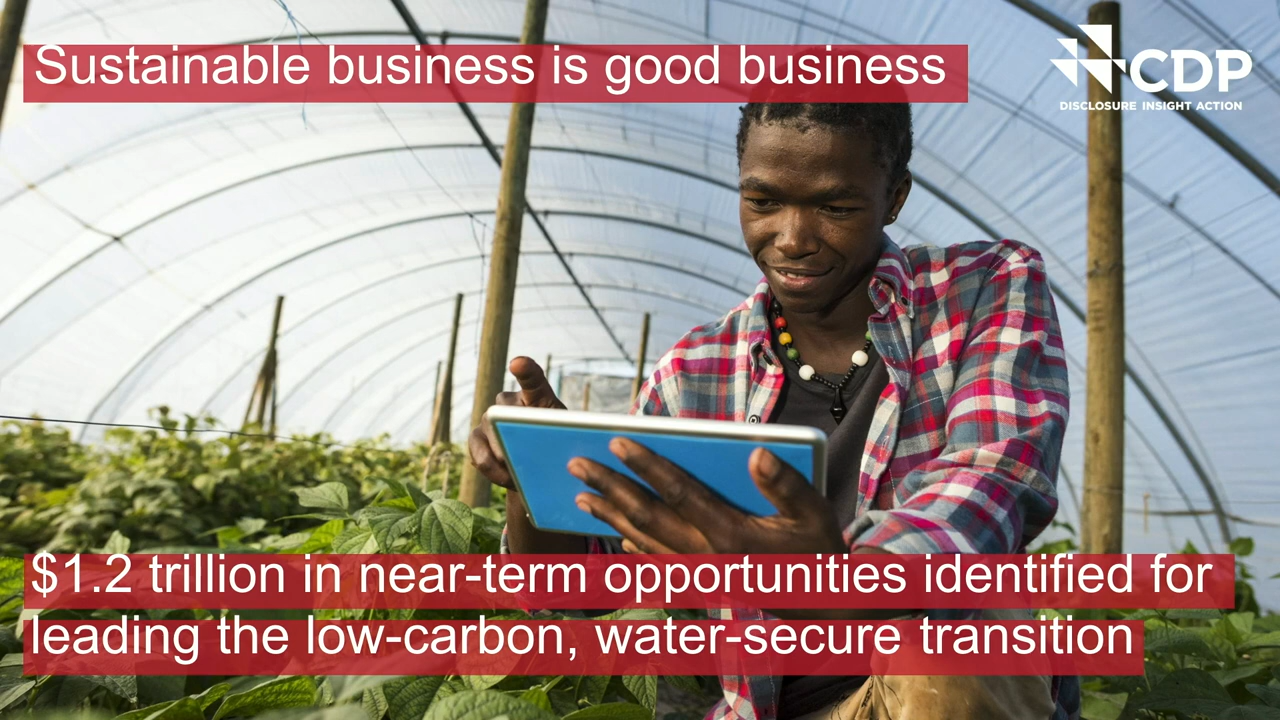 Sustainable business is good business
CDP
DISCLOSURE INSIGHT ACTION
$1.2 trillion in near-term opportunities identified for
leading the low-carbon, water-secure transition